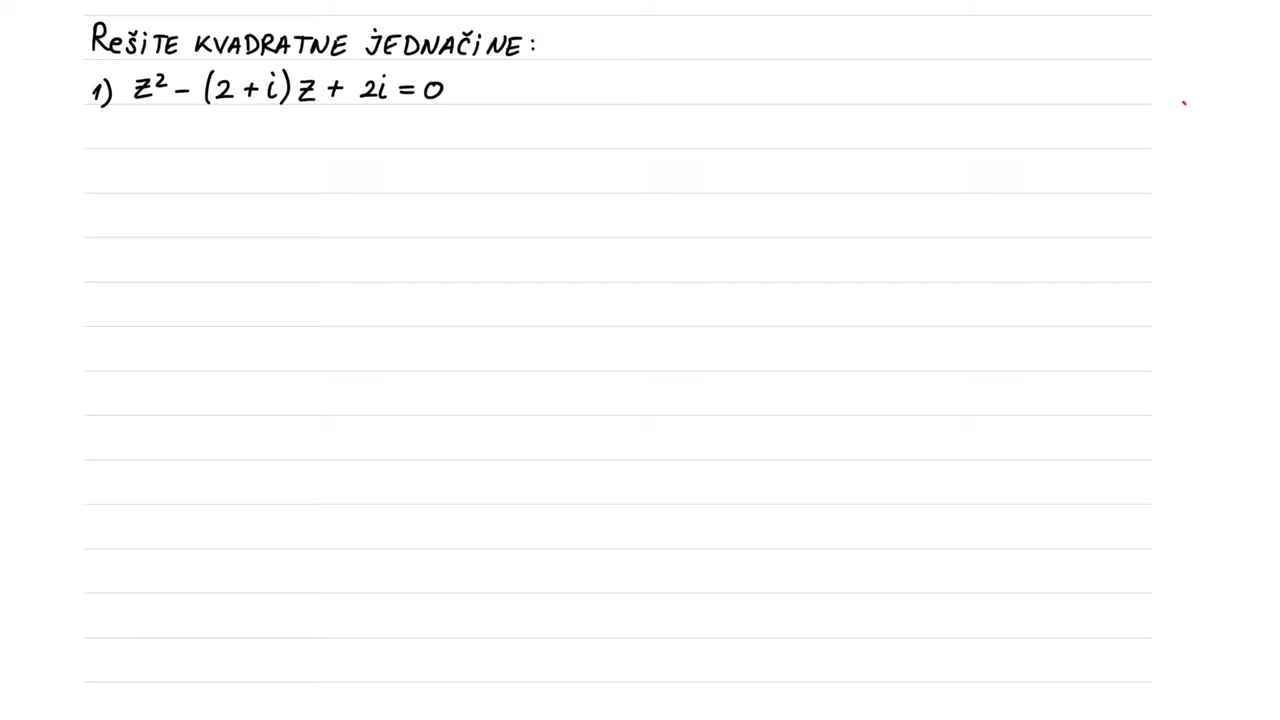 Rešite kvadratne jednačine:
1) z² - (2 + i) z + 2i = 0